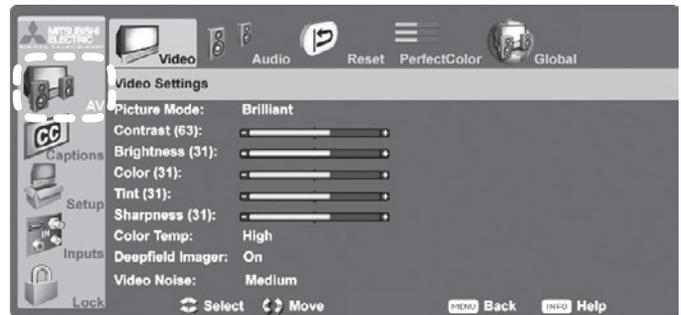 MITSUBISHI
ELECTRIC
DIGITAL TELEVISION
Video
Audio
Reset
PerfectColor
Global
AV
Captions
Setup
Inputs
Lock
CC
IN
Video Settings
Picture Mode: Brilliant
Contrast (63):
Brightness (31):
Color (31):
Tint (31):
Sharpness (31):
Color Temp: High
Deepfield Imager: On
Video Noise: Medium
Select Move MENU Back INFO Help